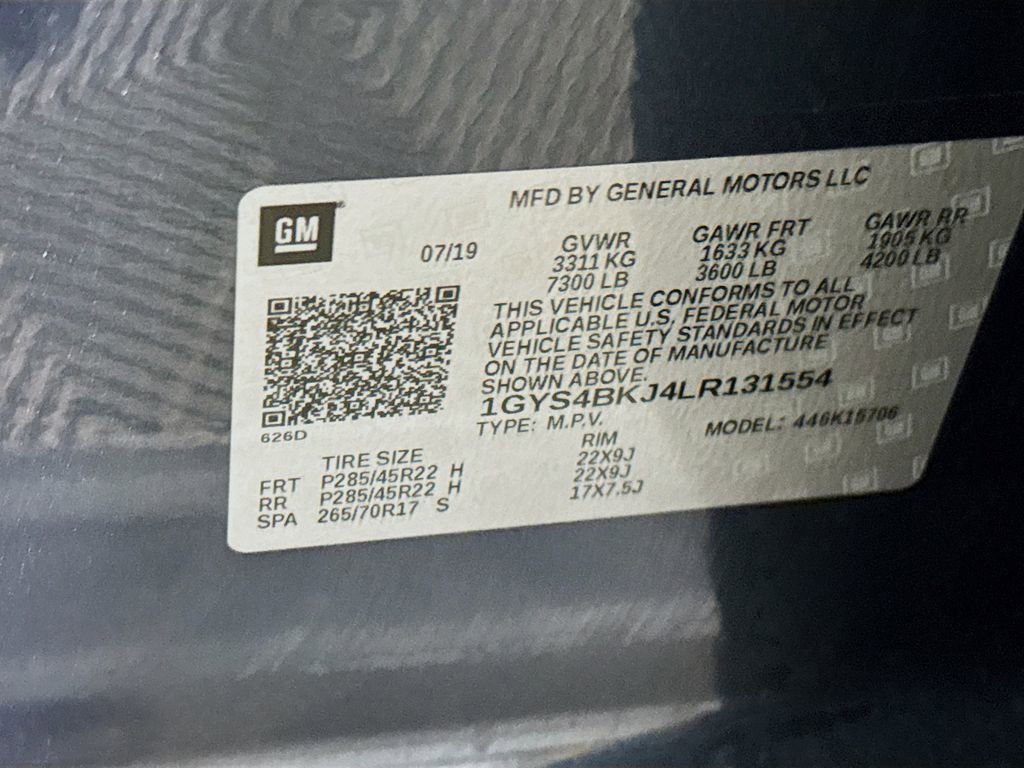 GM
MFD BY GENERAL MOTORS LLC
07/19
GVWR
3311 KG
7300 LB
GAWR FRT
1633 KG
3600 LB
GAWR RR
1905 KG
4200 LB
THIS VEHICLE CONFORMS TO ALL
APPLICABLE U.S. FEDERAL MOTOR
VEHICLE SAFETY STANDARDS IN EFFECT
ON THE DATE OF MANUFACTURE
SHOWN ABOVE.
1GYS4BKJ4LR131554
TYPE: M.P.V.
MODEL:
626D
TIRE SIZE RIM
FRT P285/45R22 H 22X9J
RR P285/45R22 H 22X9J
SPA 265/70R17 S 17X7.5J